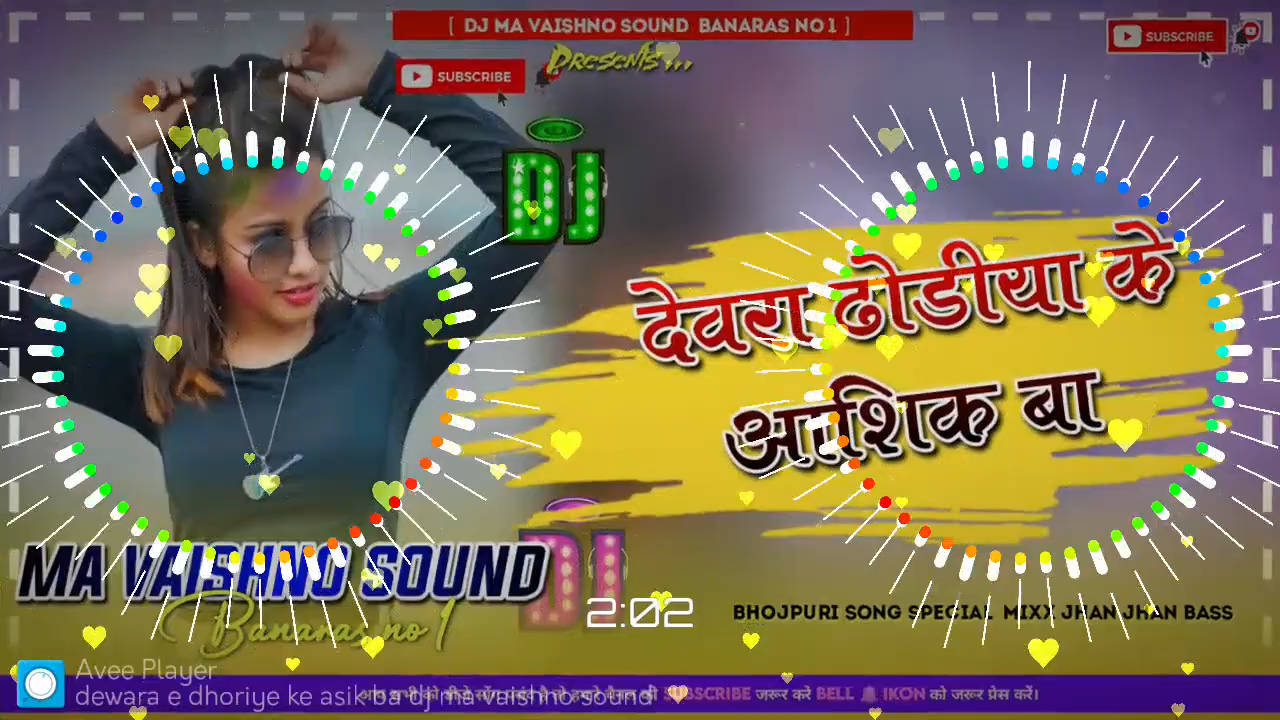 [ DJ MA VAISHNO SOUND BANARAS NO 1 ]
Presents...
SUBSCRIBE
SUBSCRIBE
DJ
देवरा ढोडीया के
आशिक बा
DJ
MA VAISHNO SOUND
Banaras no 1
2:02
BHOJPURI SONG SPECIAL MIXX JHAN JHAN BASS
Avee Player
dewara e dhoriye ke asik ba dj ma vaishno sound
SUBSCRIBE जरूर करें BELL IKON को जरूर प्रेस करें।